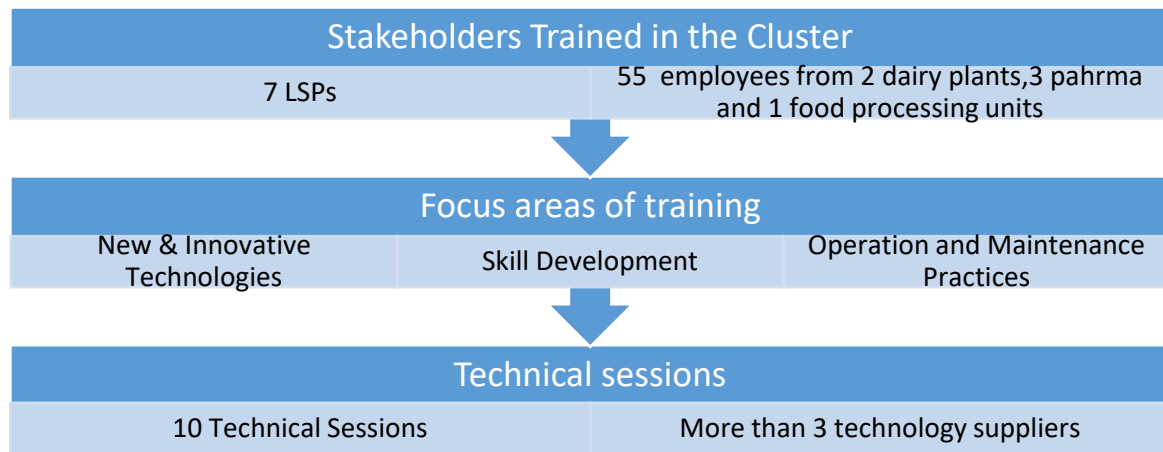 Stakeholders Trained in the Cluster
7 LSPs
55 employees from 2 dairy plants,3 pahrma
and 1 food processing units
Focus areas of training
New & Innovative
Technologies
Skill Development
Operation and Maintenance
Practices
Technical sessions
10 Technical Sessions
More than 3 technology suppliers